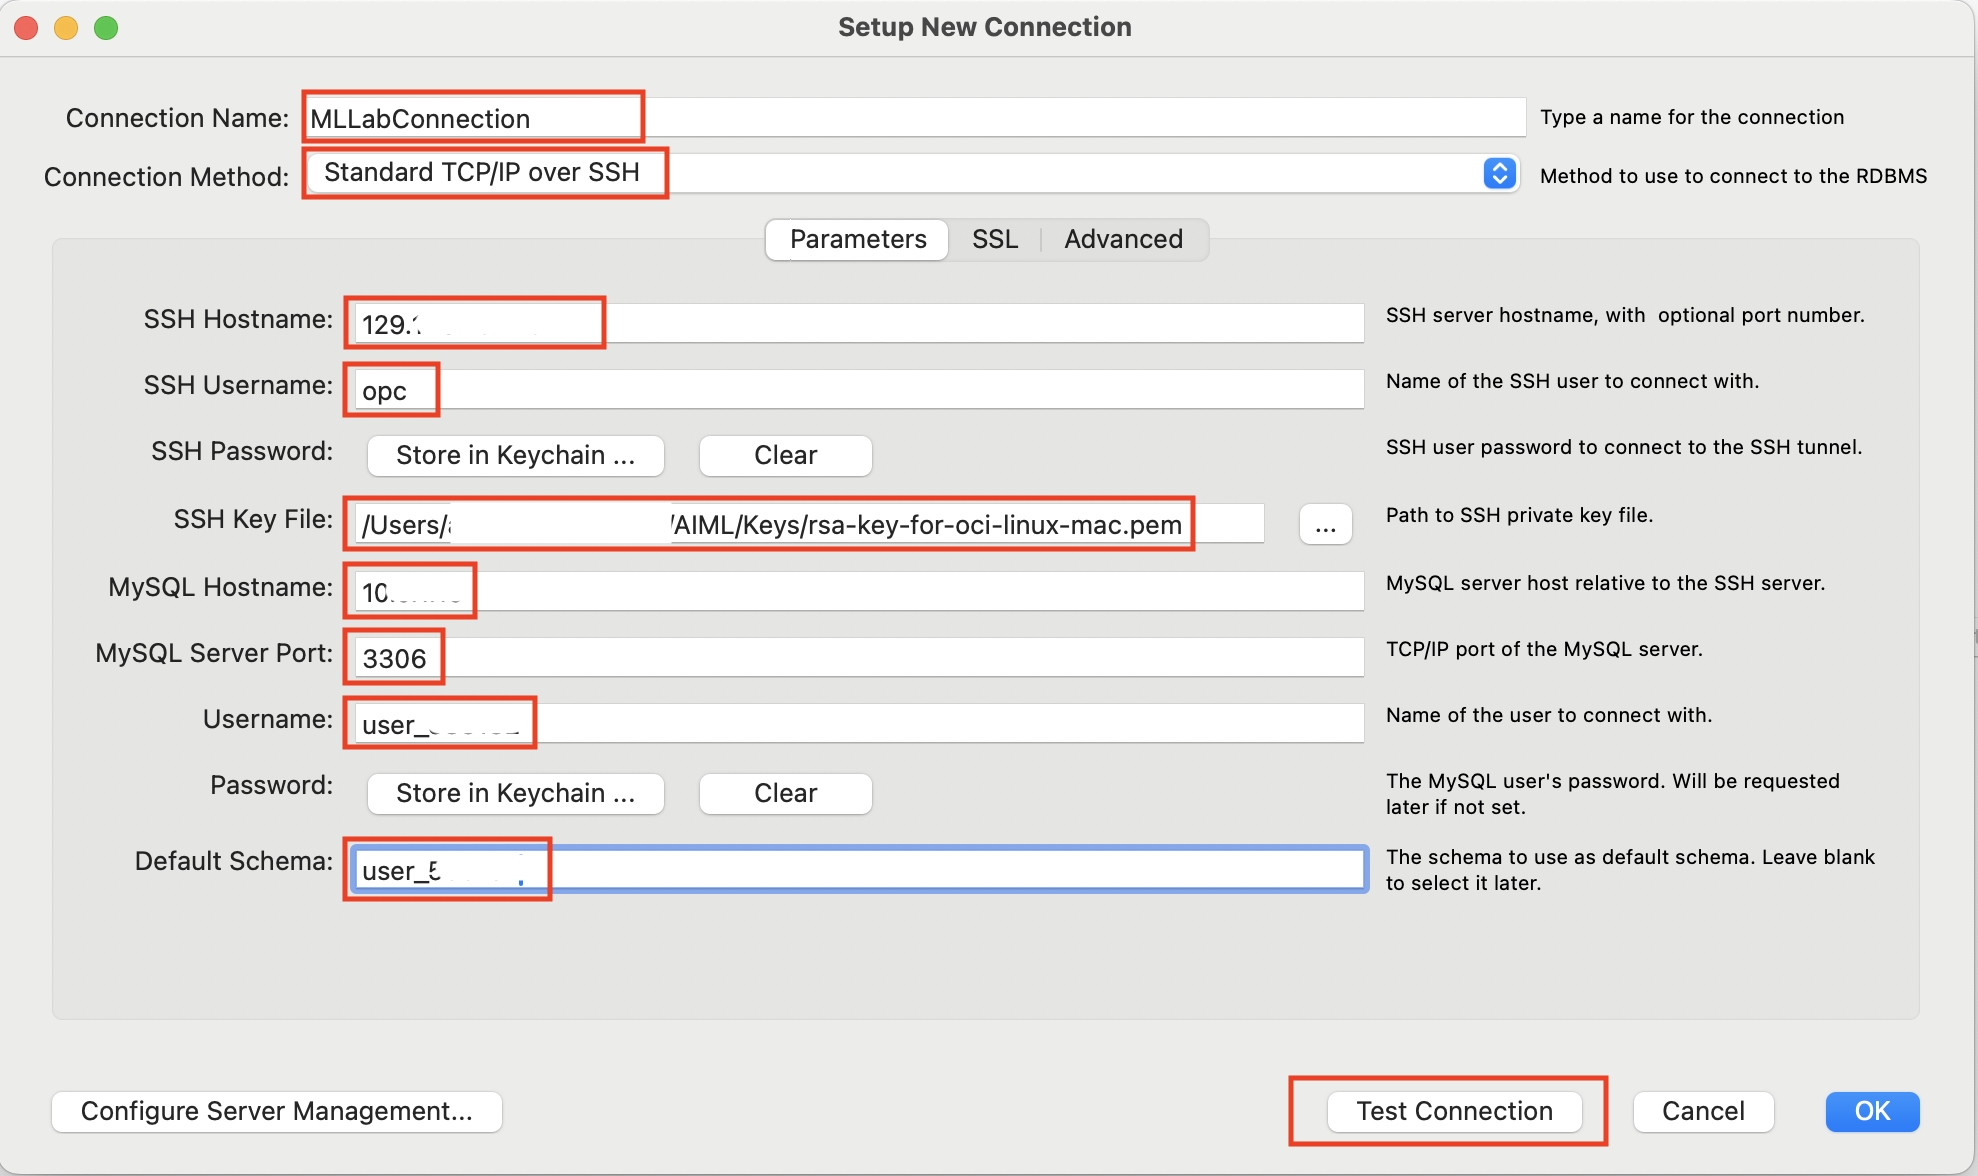 Setup New Connection
Connection Name: MLLabConnection Type a name for the connection
Connection Method: Standard TCP/IP over SSH Method to use to connect to the RDBMS
Parameters SSL Advanced
SSH Hostname: 129. SSH server hostname, with optional port number.
SSH Username: opc Name of the SSH user to connect with.
SSH Password: Store in Keychain ... Clear SSH user password to connect to the SSH tunnel.
SSH Key File: /Users/ /AIML/Keys/rsa-key-for-oci-linux-mac.pem ... Path to SSH private key file.
MySQL Hostname: 10 MySQL server host relative to the SSH server.
MySQL Server Port: 3306 TCP/IP port of the MySQL server.
Username: user_ Name of the user to connect with.
Password: Store in Keychain ... Clear The MySQL user's password. Will be requested
later if not set.
Default Schema: user_5 The schema to use as default schema. Leave blank
to select it later.
Configure Server Management... Test Connection Cancel OK